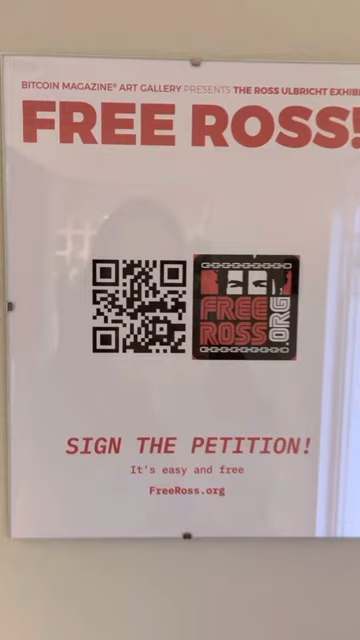 BITCOIN MAGAZINE® ART GALLERY PRESENTS THE ROSS ULBRICHT EXHIBI
FREE ROSS!
FREE
ROSS
.ORG
SIGN THE PETITION!
It's easy and free
FreeRoss.org